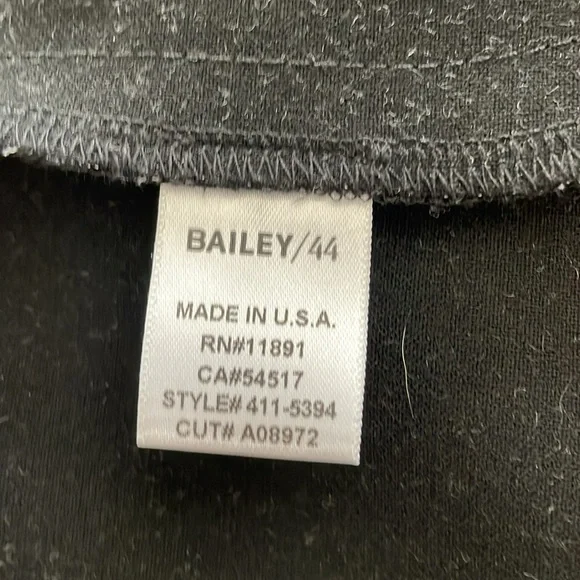 BAILEY/44
MADE IN U.S.A.
RN#11891
CA#54517
STYLE# 411-5394
CUT# A08972